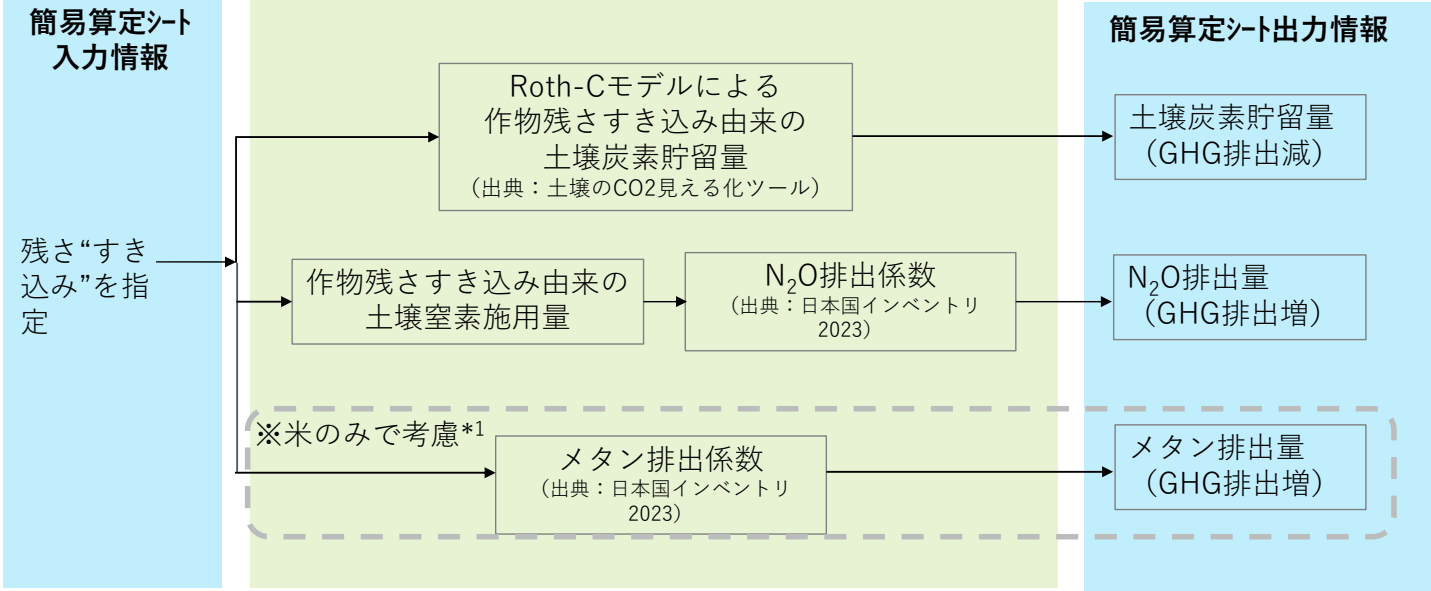 簡易算定ｼｰﾄ
入力情報
簡易算定ｼｰﾄ出力情報
Roth-Cモデルによる
作物残さすき込み由来の
土壌炭素貯留量
（出典：土壌のCO2見える化ツール）
土壌炭素貯留量
（GHG排出減）
残さ“すき
込み”を指
定
作物残さすき込み由来の
土壌窒素施用量
N₂O排出係数
（出典：日本国インベントリ
2023）
N₂O排出量
（GHG排出増）
※米のみで考慮*¹
メタン排出係数
（出典：日本国インベントリ
2023）
メタン排出量
（GHG排出増）